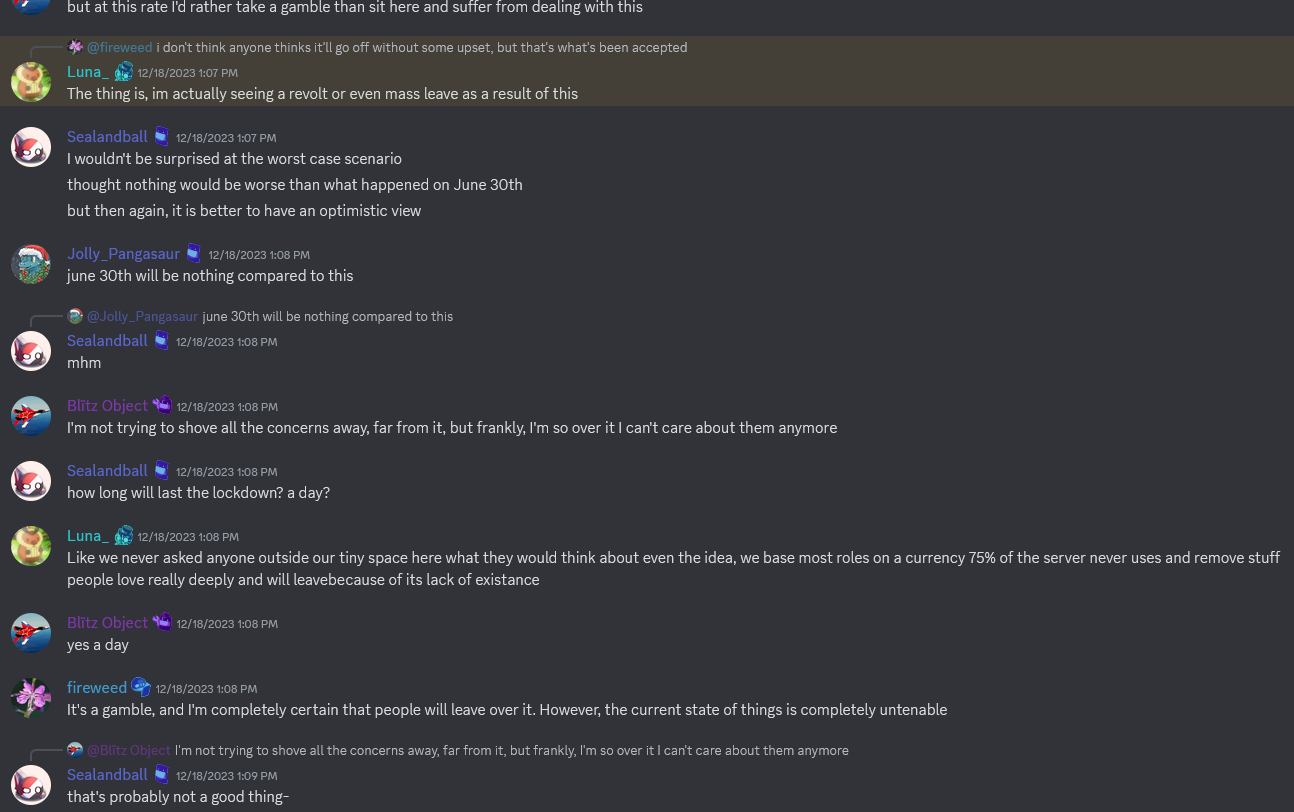 but at this rate I'd rather take a gamble than sit here and suffer from dealing with this
@fireweed i don't think anyone thinks it'll go off without some upset, but that's what's been accepted
Luna_ 12/18/2023 1:07 PM
The thing is, im actually seeing a revolt or even mass leave as a result of this
Sealandball 12/18/2023 1:07 PM
I wouldn't be surprised at the worst case scenario
thought nothing would be worse than what happened on June 30th
but then again, it is better to have an optimistic view
Jolly_Pangasaur 12/18/2023 1:08 PM
june 30th will be nothing compared to this
@Jolly_Pangasaur june 30th will be nothing compared to this
Sealandball 12/18/2023 1:08 PM
mhm
Blïtz Object 12/18/2023 1:08 PM
I'm not trying to shove all the concerns away, far from it, but frankly, I'm so over it I can't care about them anymore
Sealandball 12/18/2023 1:08 PM
how long will last the lockdown? a day?
Luna_ 12/18/2023 1:08 PM
Like we never asked anyone outside our tiny space here what they would think about even the idea, we base most roles on a currency 75% of the server never uses and remove stuff
people love really deeply and will leavebecause of its lack of existance
Blïtz Object 12/18/2023 1:08 PM
yes a day
fireweed 12/18/2023 1:08 PM
It's a gamble, and I'm completely certain that people will leave over it. However, the current state of things is completely untenable
@Blïtz Object I'm not trying to shove all the concerns away, far from it, but frankly, I'm so over it I can't care about them anymore
Sealandball 12/18/2023 1:09 PM
that's probably not a good thing-